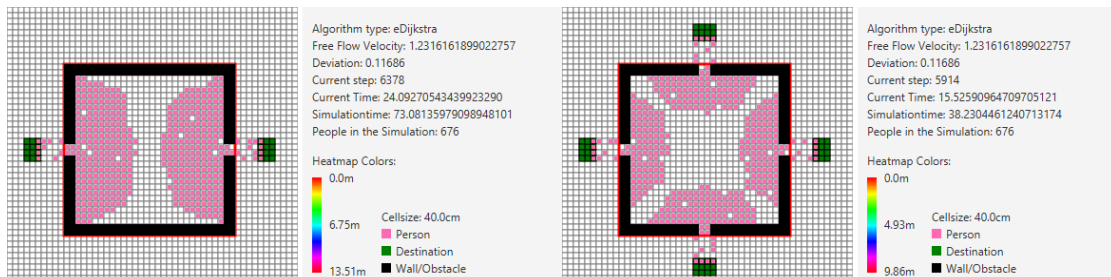 Algorithm type: eDijkstra
Free Flow Velocity: 1.2316161899022757
Deviation: 0.11686
Current step: 6378
Current Time: 24.09270543439923290
Simulationtime: 73.08135979098948101
People in the Simulation: 676
Heatmap Colors:
0.0m
6.75m
13.51m
Cellsize: 40.0cm
Person
Destination
Wall/Obstacle
Algorithm type: eDijkstra
Free Flow Velocity: 1.2316161899022757
Deviation: 0.11686
Current step: 5914
Current Time: 15.52590964709705121
Simulationtime: 38.2304461240713174
People in the Simulation: 676
Heatmap Colors:
0.0m
4.93m
9.86m
Cellsize: 40.0cm
Person
Destination
Wall/Obstacle